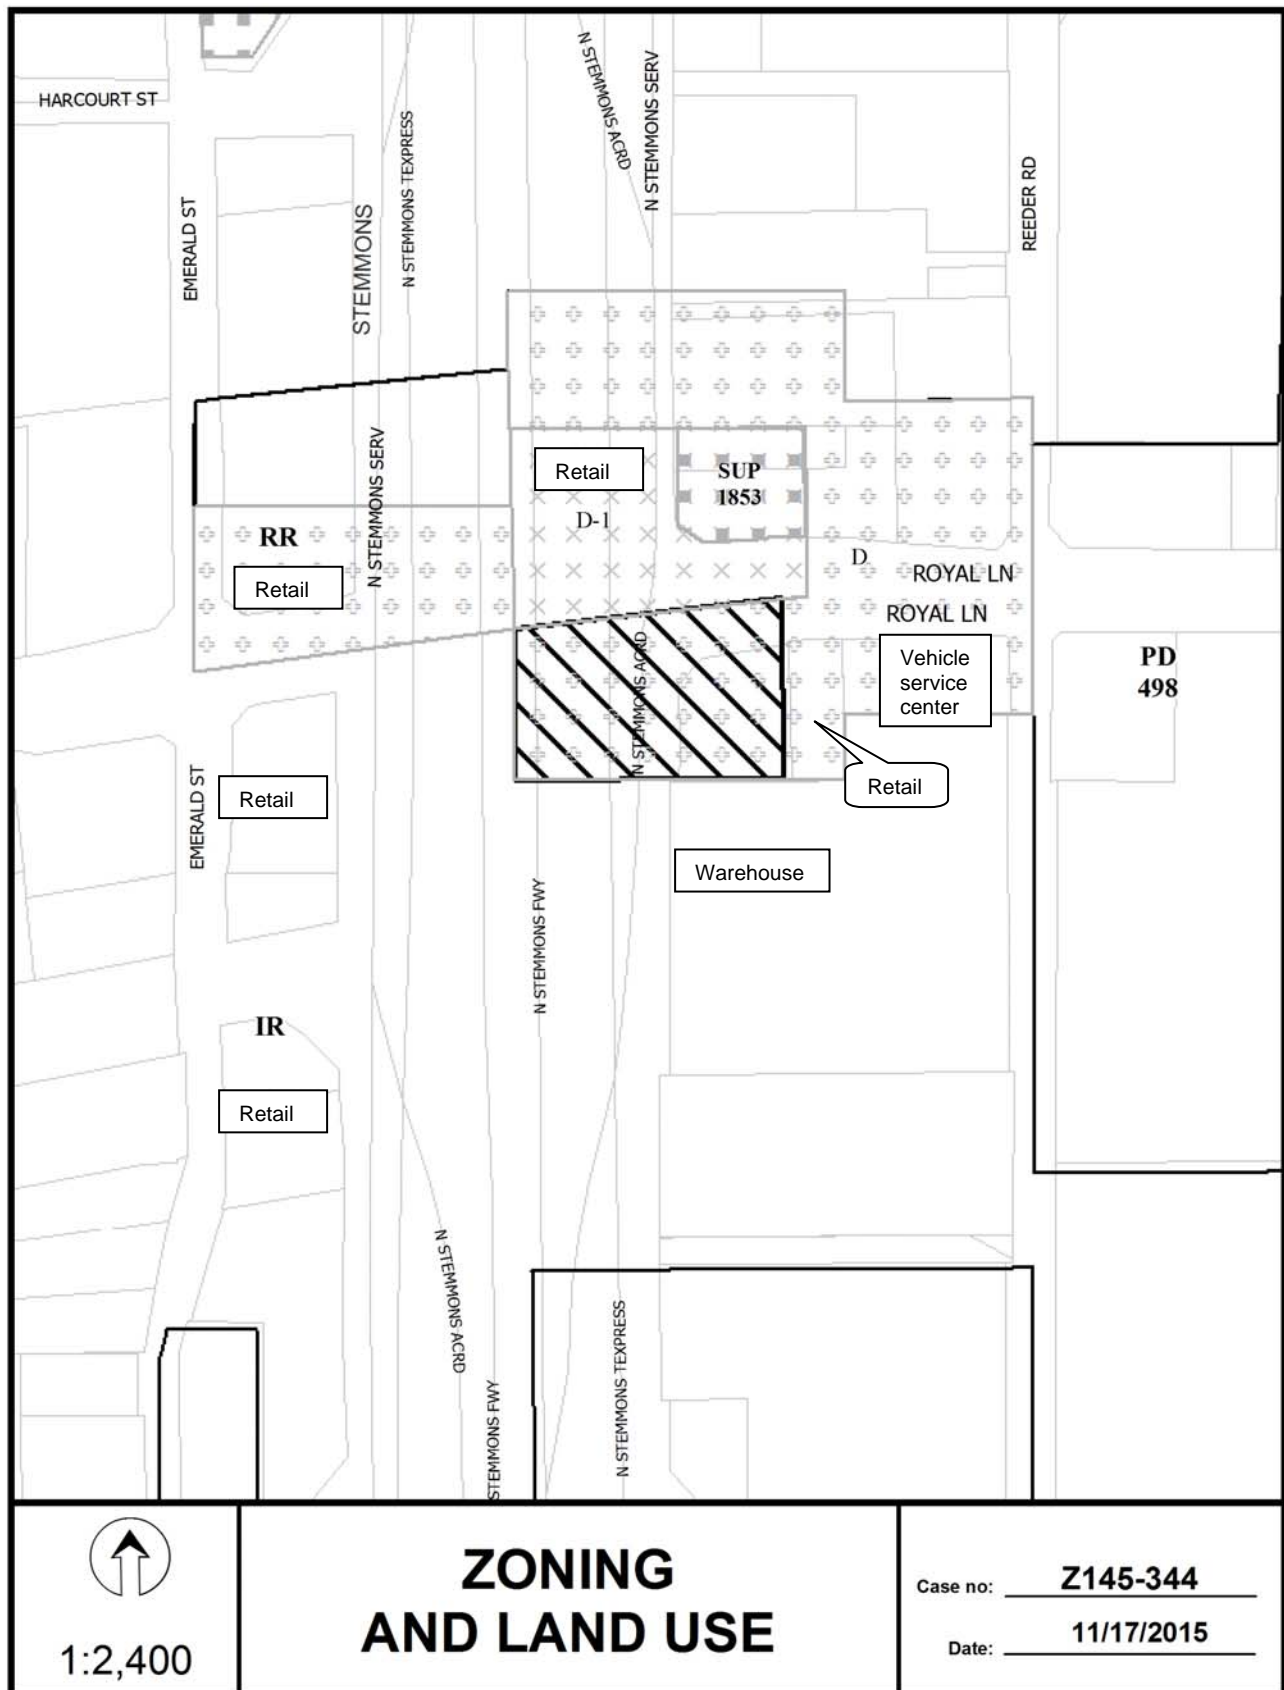 HARCOURT ST
N STEMMONS ACRD
N STEMMONS SERV
N STEMMONS TEXPRESS
EMERALD ST
STEMMONS
REEDER RD
N STEMMONS SERV
Retail
SUP
1853
D-1
RR
Retail
D
ROYAL LN
ROYAL LN
N STEMMONS ACRD
Vehicle
service
center
PD
498
Retail
EMERALD ST
Retail
Warehouse
N STEMMONS FWY
IR
Retail
N STEMMONS ACRD
N STEMMONS TEXPRESS
STEMMONS FWY
1:2,400
ZONING
AND LAND USE
Case no: Z145-344
Date: 11/17/2015